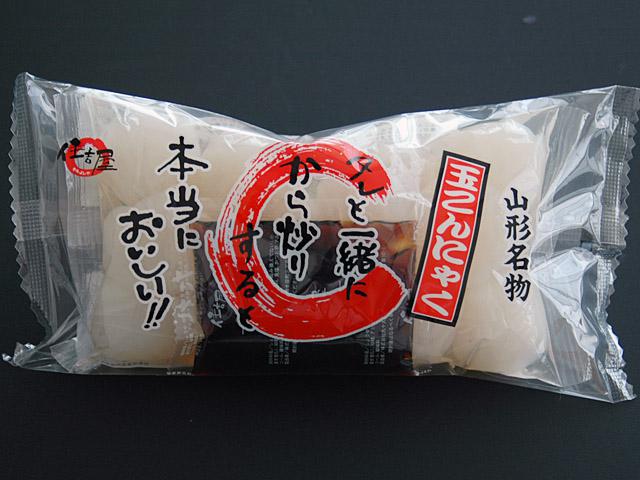 山形名物
玉こんにゃく
タレと一緒に
から炒り
すると
本当に
おいしい!!
住吉屋